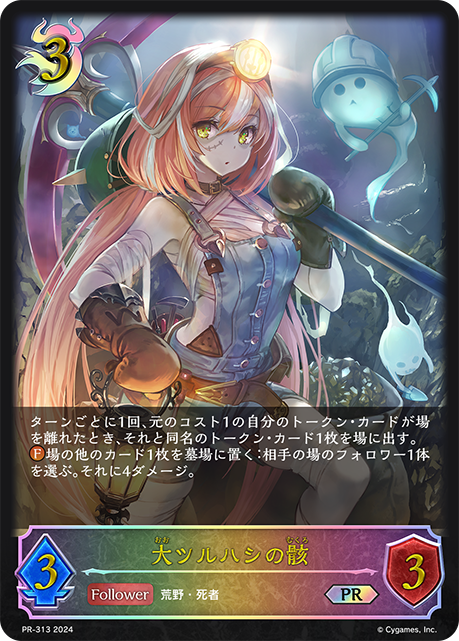 3
ターンごとに1回、元のコスト1の自分のトークン・カードが場
を離れたとき、それと同名のトークン・カード1枚を場に出す。
F 場の他のカード1枚を墓場に置く：相手の場のフォロワー1体
を選ぶ。それに4ダメージ。
おお むくろ
大ツルハシの骸
3
Follower 荒野・死者 PR
3
PR-313 2024 © Cygames, Inc.